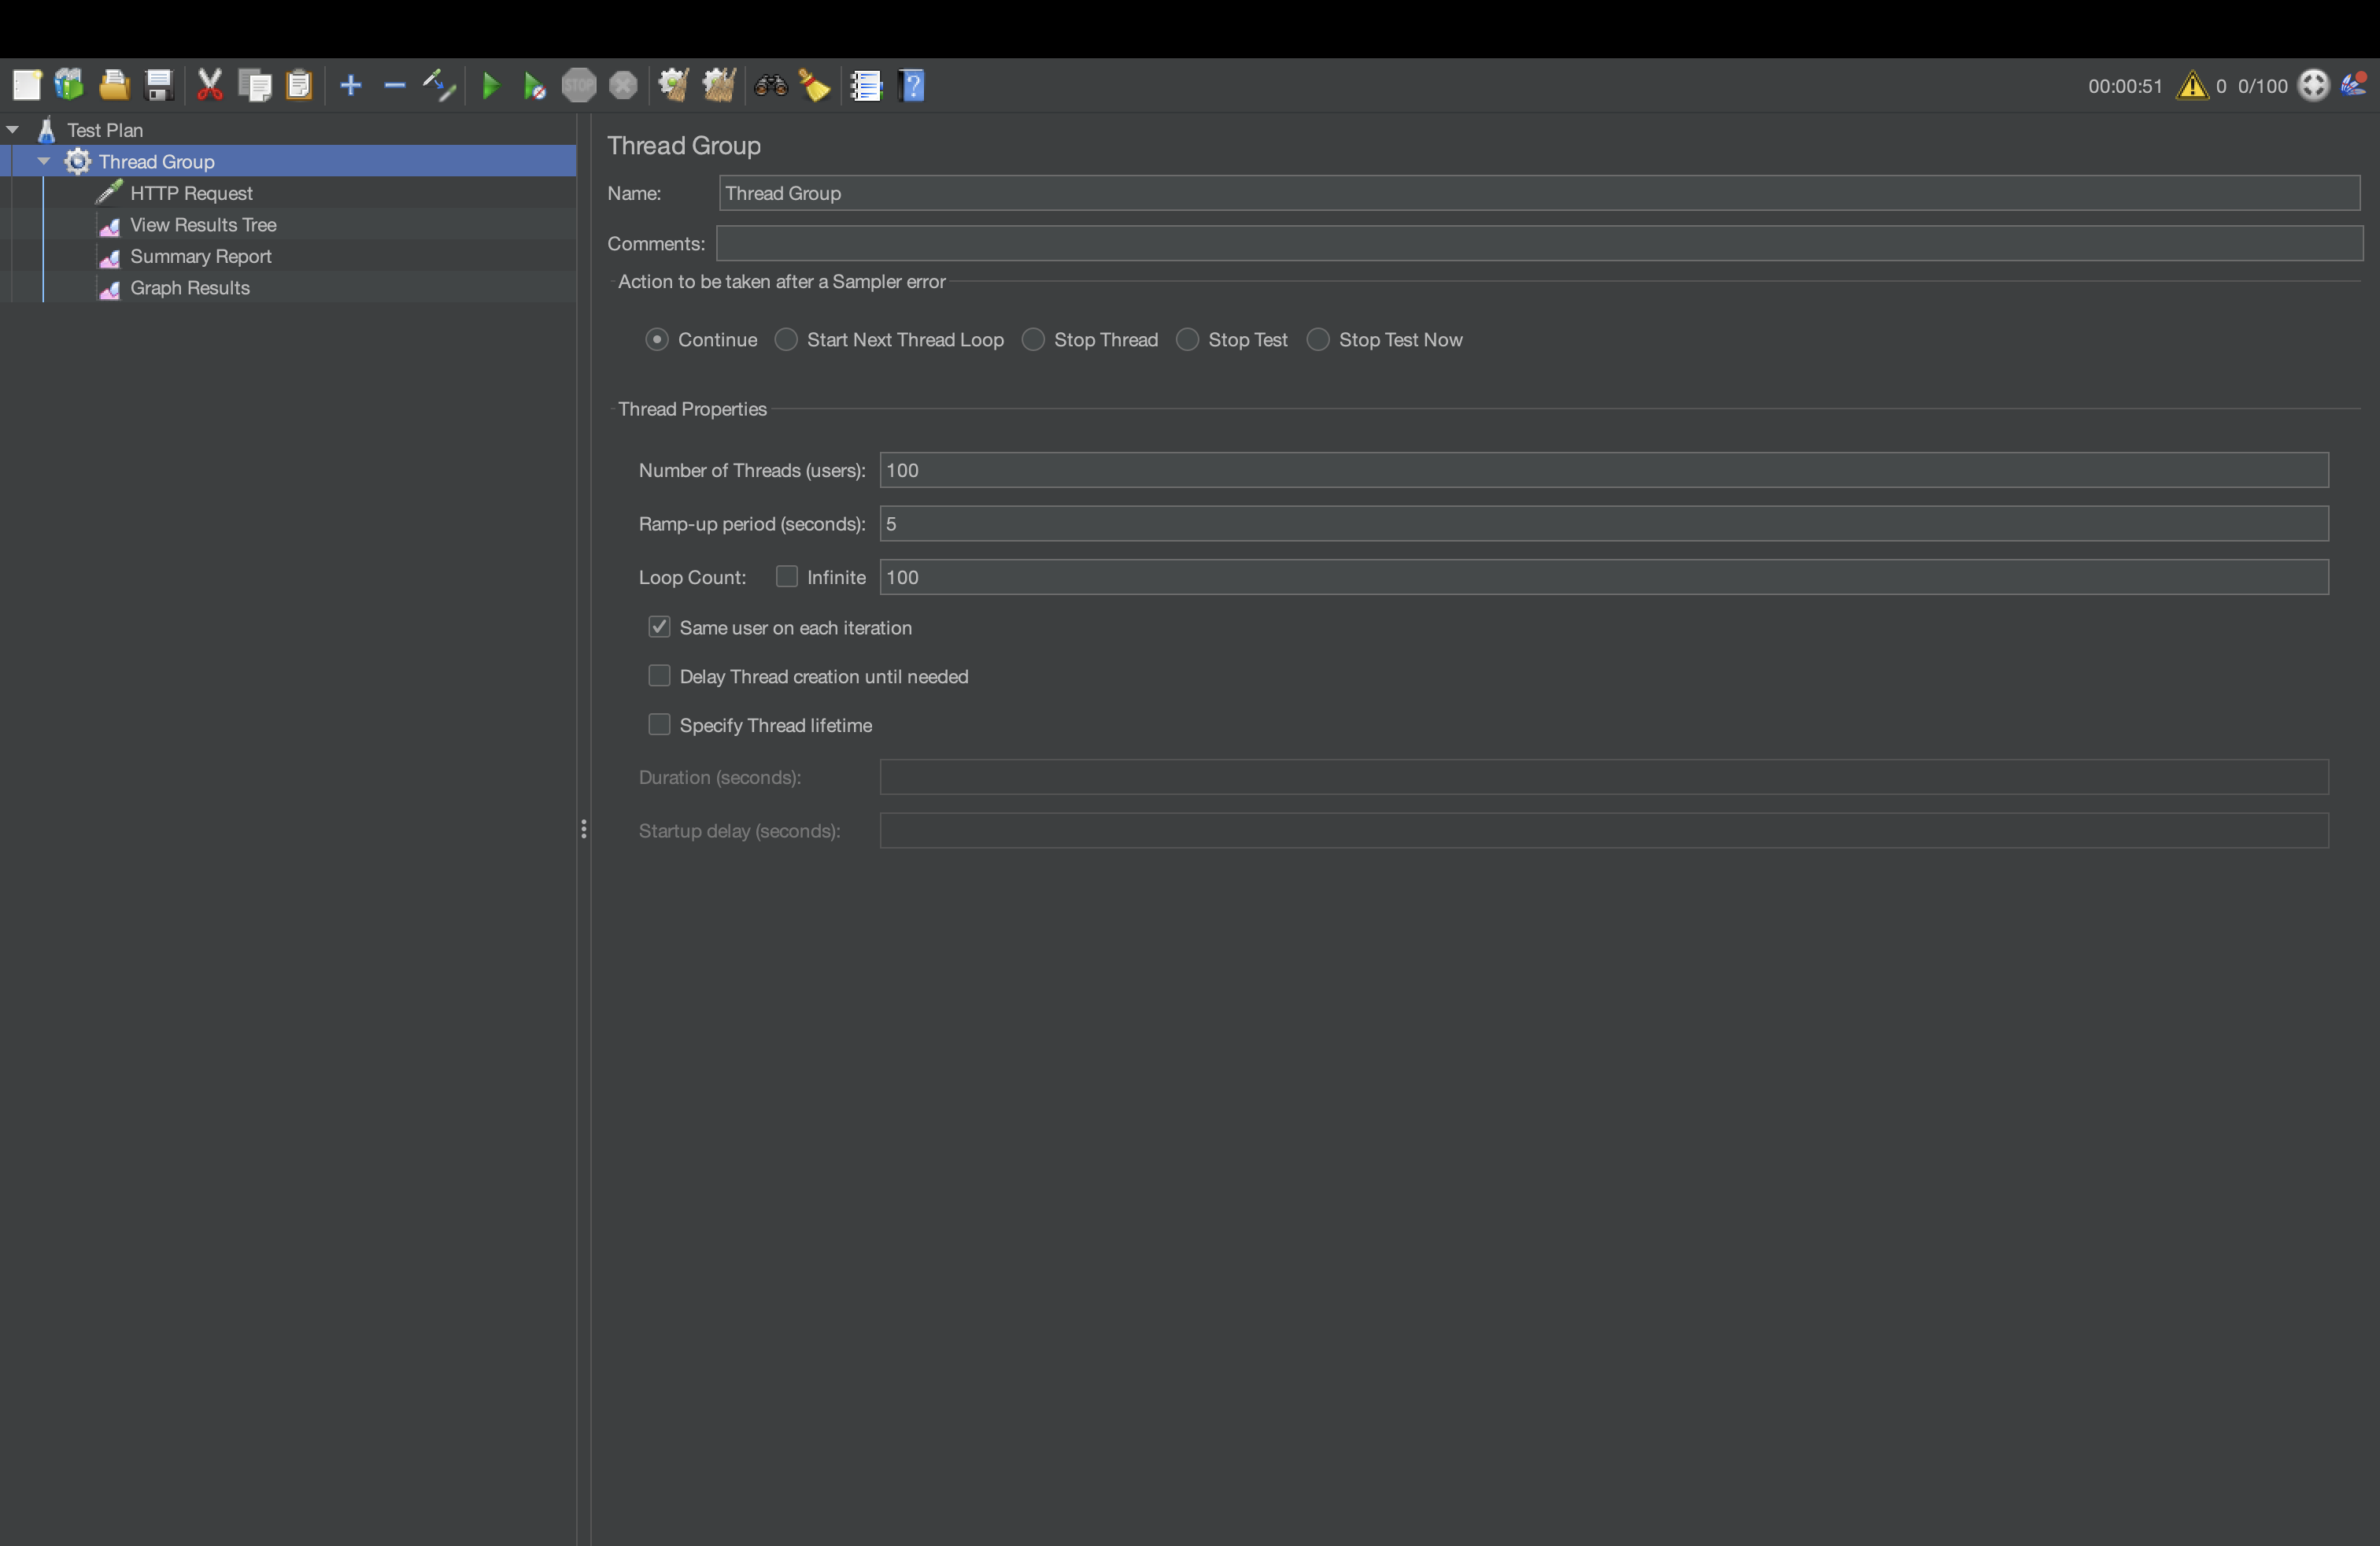 STOP
00:00:51 0 0/100
Test Plan
Thread Group
HTTP Request
View Results Tree
Summary Report
Graph Results
Thread Group
Name: Thread Group
Comments:
Action to be taken after a Sampler error
Continue Start Next Thread Loop Stop Thread Stop Test Stop Test Now
Thread Properties
Number of Threads (users): 100
Ramp-up period (seconds): 5
Loop Count: Infinite 100
Same user on each iteration
Delay Thread creation until needed
Specify Thread lifetime
Duration (seconds):
Startup delay (seconds):